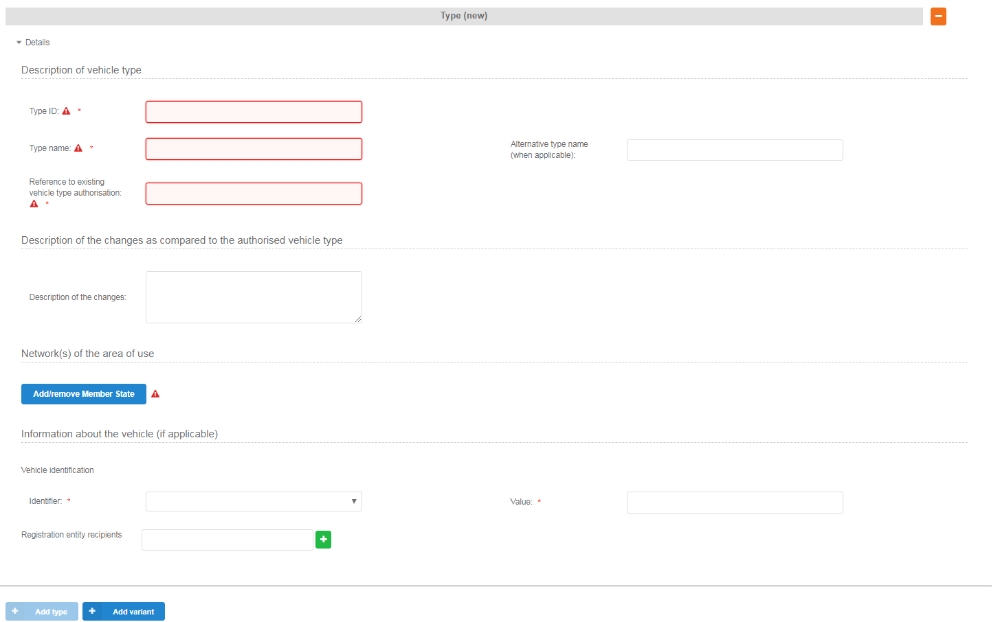 Type (new)
Details
Description of vehicle type
Type ID: *
Type name: *
Alternative type name
(when applicable):
Reference to existing
vehicle type authorisation:
*
Description of the changes as compared to the authorised vehicle type
Description of the changes:
Network(s) of the area of use
Add/remove Member State
Information about the vehicle (if applicable)
Vehicle identification
Identifier: *
Value: *
Registration entity recipients
Add type
Add variant